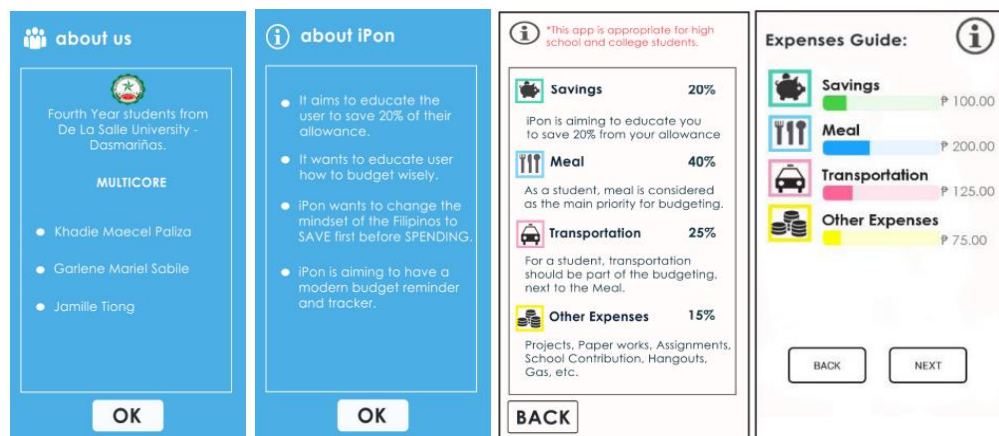 about us
Fourth Year students from
De La Salle University -
Dasmariñas.
MULTICORE
Khadie Maecel Paliza
Garlene Mariel Sabile
Jamille Tiong
OK
about iPon
It aims to educate the
user to save 20% of their
allowance.
It wants to educate user
how to budget wisely.
iPon wants to change the
mindset of the Filipinos to
SAVE first before SPENDING.
iPon is aiming to have a
modern budget reminder
and tracker.
OK
*This app is appropriate for high
school and college students.
Savings 20%
iPon is aiming to educate you
to save 20% from your allowance
Meal 40%
As a student, meal is considered
as the main priority for budgeting.
Transportation 25%
For a student, transportation
should be part of the budgeting,
next to the Meal.
Other Expenses 15%
Projects, Paper works, Assignments,
School Contribution, Hangouts,
Gas, etc.
BACK
Expenses Guide:
Savings
₱ 100.00
Meal
₱ 200.00
Transportation
₱ 125.00
Other Expenses
₱ 75.00
BACK NEXT